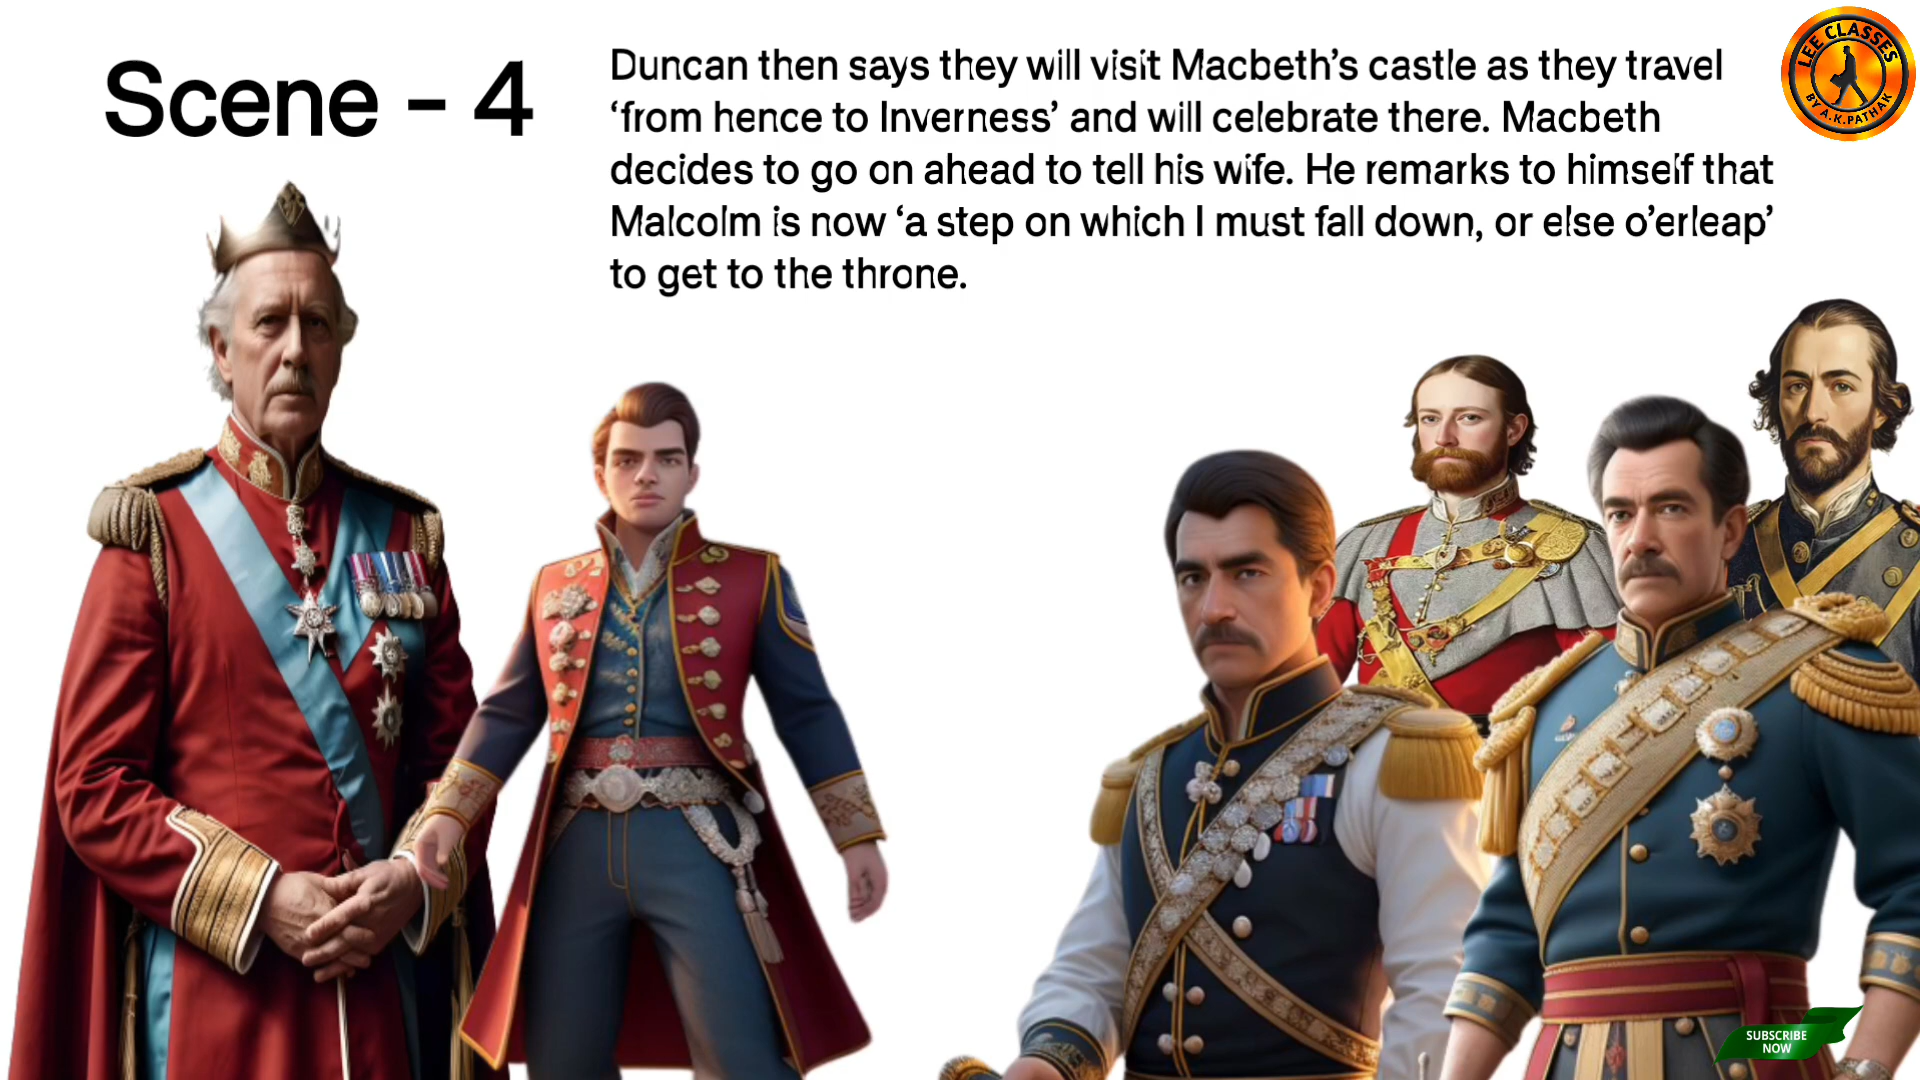 Scene - 4
Duncan then says they will visit Macbeth’s castle as they travel
‘from hence to Inverness’ and will celebrate there. Macbeth
decides to go on ahead to tell his wife. He remarks to himself that
Malcolm is now ‘a step on which I must fall down, or else o’erleap’
to get to the throne.
LEE CLASSES
BY A.K.PATHAK
SUBSCRIBE
NOW